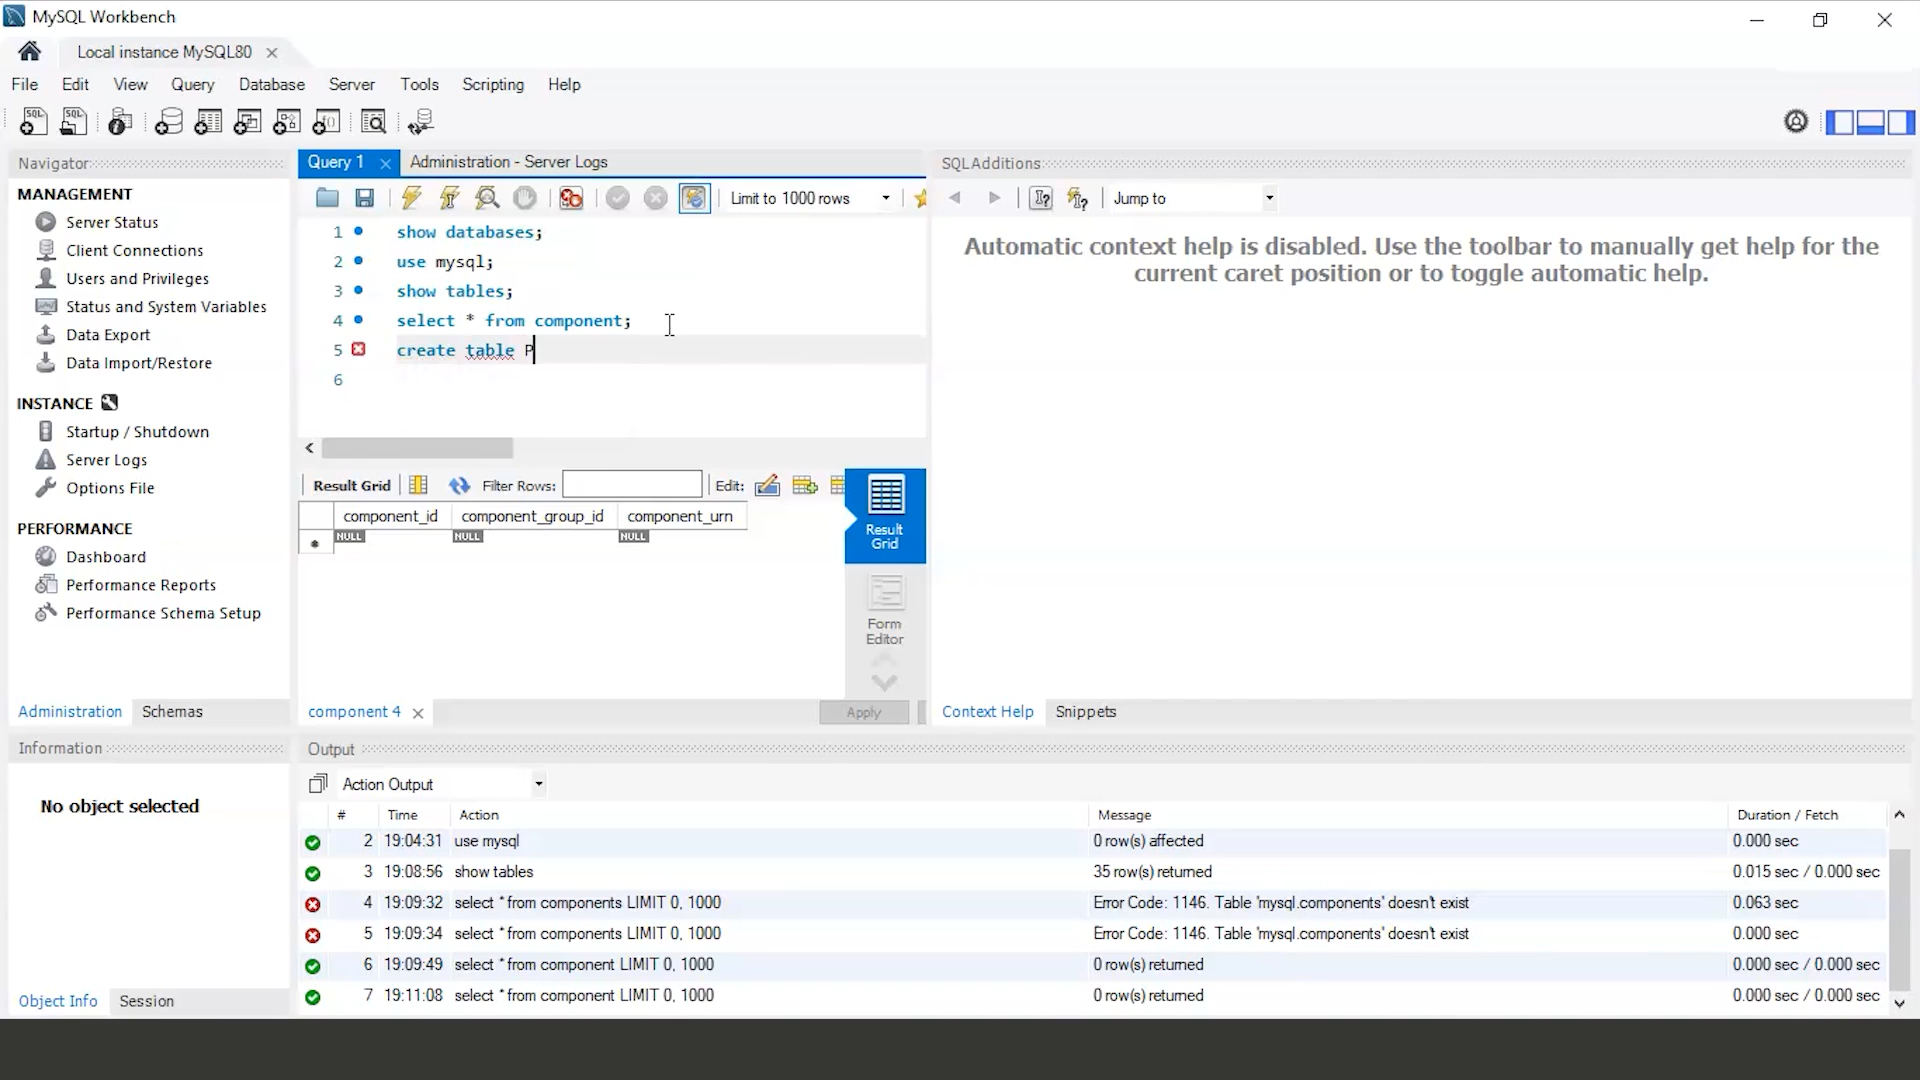 MySQL Workbench
Local instance MySQL80
File Edit View Query Database Server Tools Scripting Help
Navigator
MANAGEMENT
Server Status
Client Connections
Users and Privileges
Status and System Variables
Data Export
Data Import/Restore
INSTANCE
Startup / Shutdown
Server Logs
Options File
PERFORMANCE
Dashboard
Performance Reports
Performance Schema Setup
Administration Schemas
Information
No object selected
Object Info Session
Query 1 Administration - Server Logs
Limit to 1000 rows
1 show databases;
2 use mysql;
3 show tables;
4 select * from component;
5 create table P
6
Result Grid Filter Rows: Edit:
component_id component_group_id component_urn
NULL NULL NULL
Result
Grid
Form
Editor
component 4 Apply
SQLAdditions
Jump to
Automatic context help is disabled. Use the toolbar to manually get help for the
current caret position or to toggle automatic help.
Context Help Snippets
Output
Action Output
# Time Action Message Duration / Fetch
2 19:04:31 use mysql 0 row(s) affected 0.000 sec
3 19:08:56 show tables 35 row(s) returned 0.015 sec / 0.000 sec
4 19:09:32 select * from components LIMIT 0, 1000 Error Code: 1146. Table 'mysql.components' doesn't exist 0.063 sec
5 19:09:34 select * from components LIMIT 0, 1000 Error Code: 1146. Table 'mysql.components' doesn't exist 0.000 sec
6 19:09:49 select * from component LIMIT 0, 1000 0 row(s) returned 0.000 sec / 0.000 sec
7 19:11:08 select * from component LIMIT 0, 1000 0 row(s) returned 0.000 sec / 0.000 sec